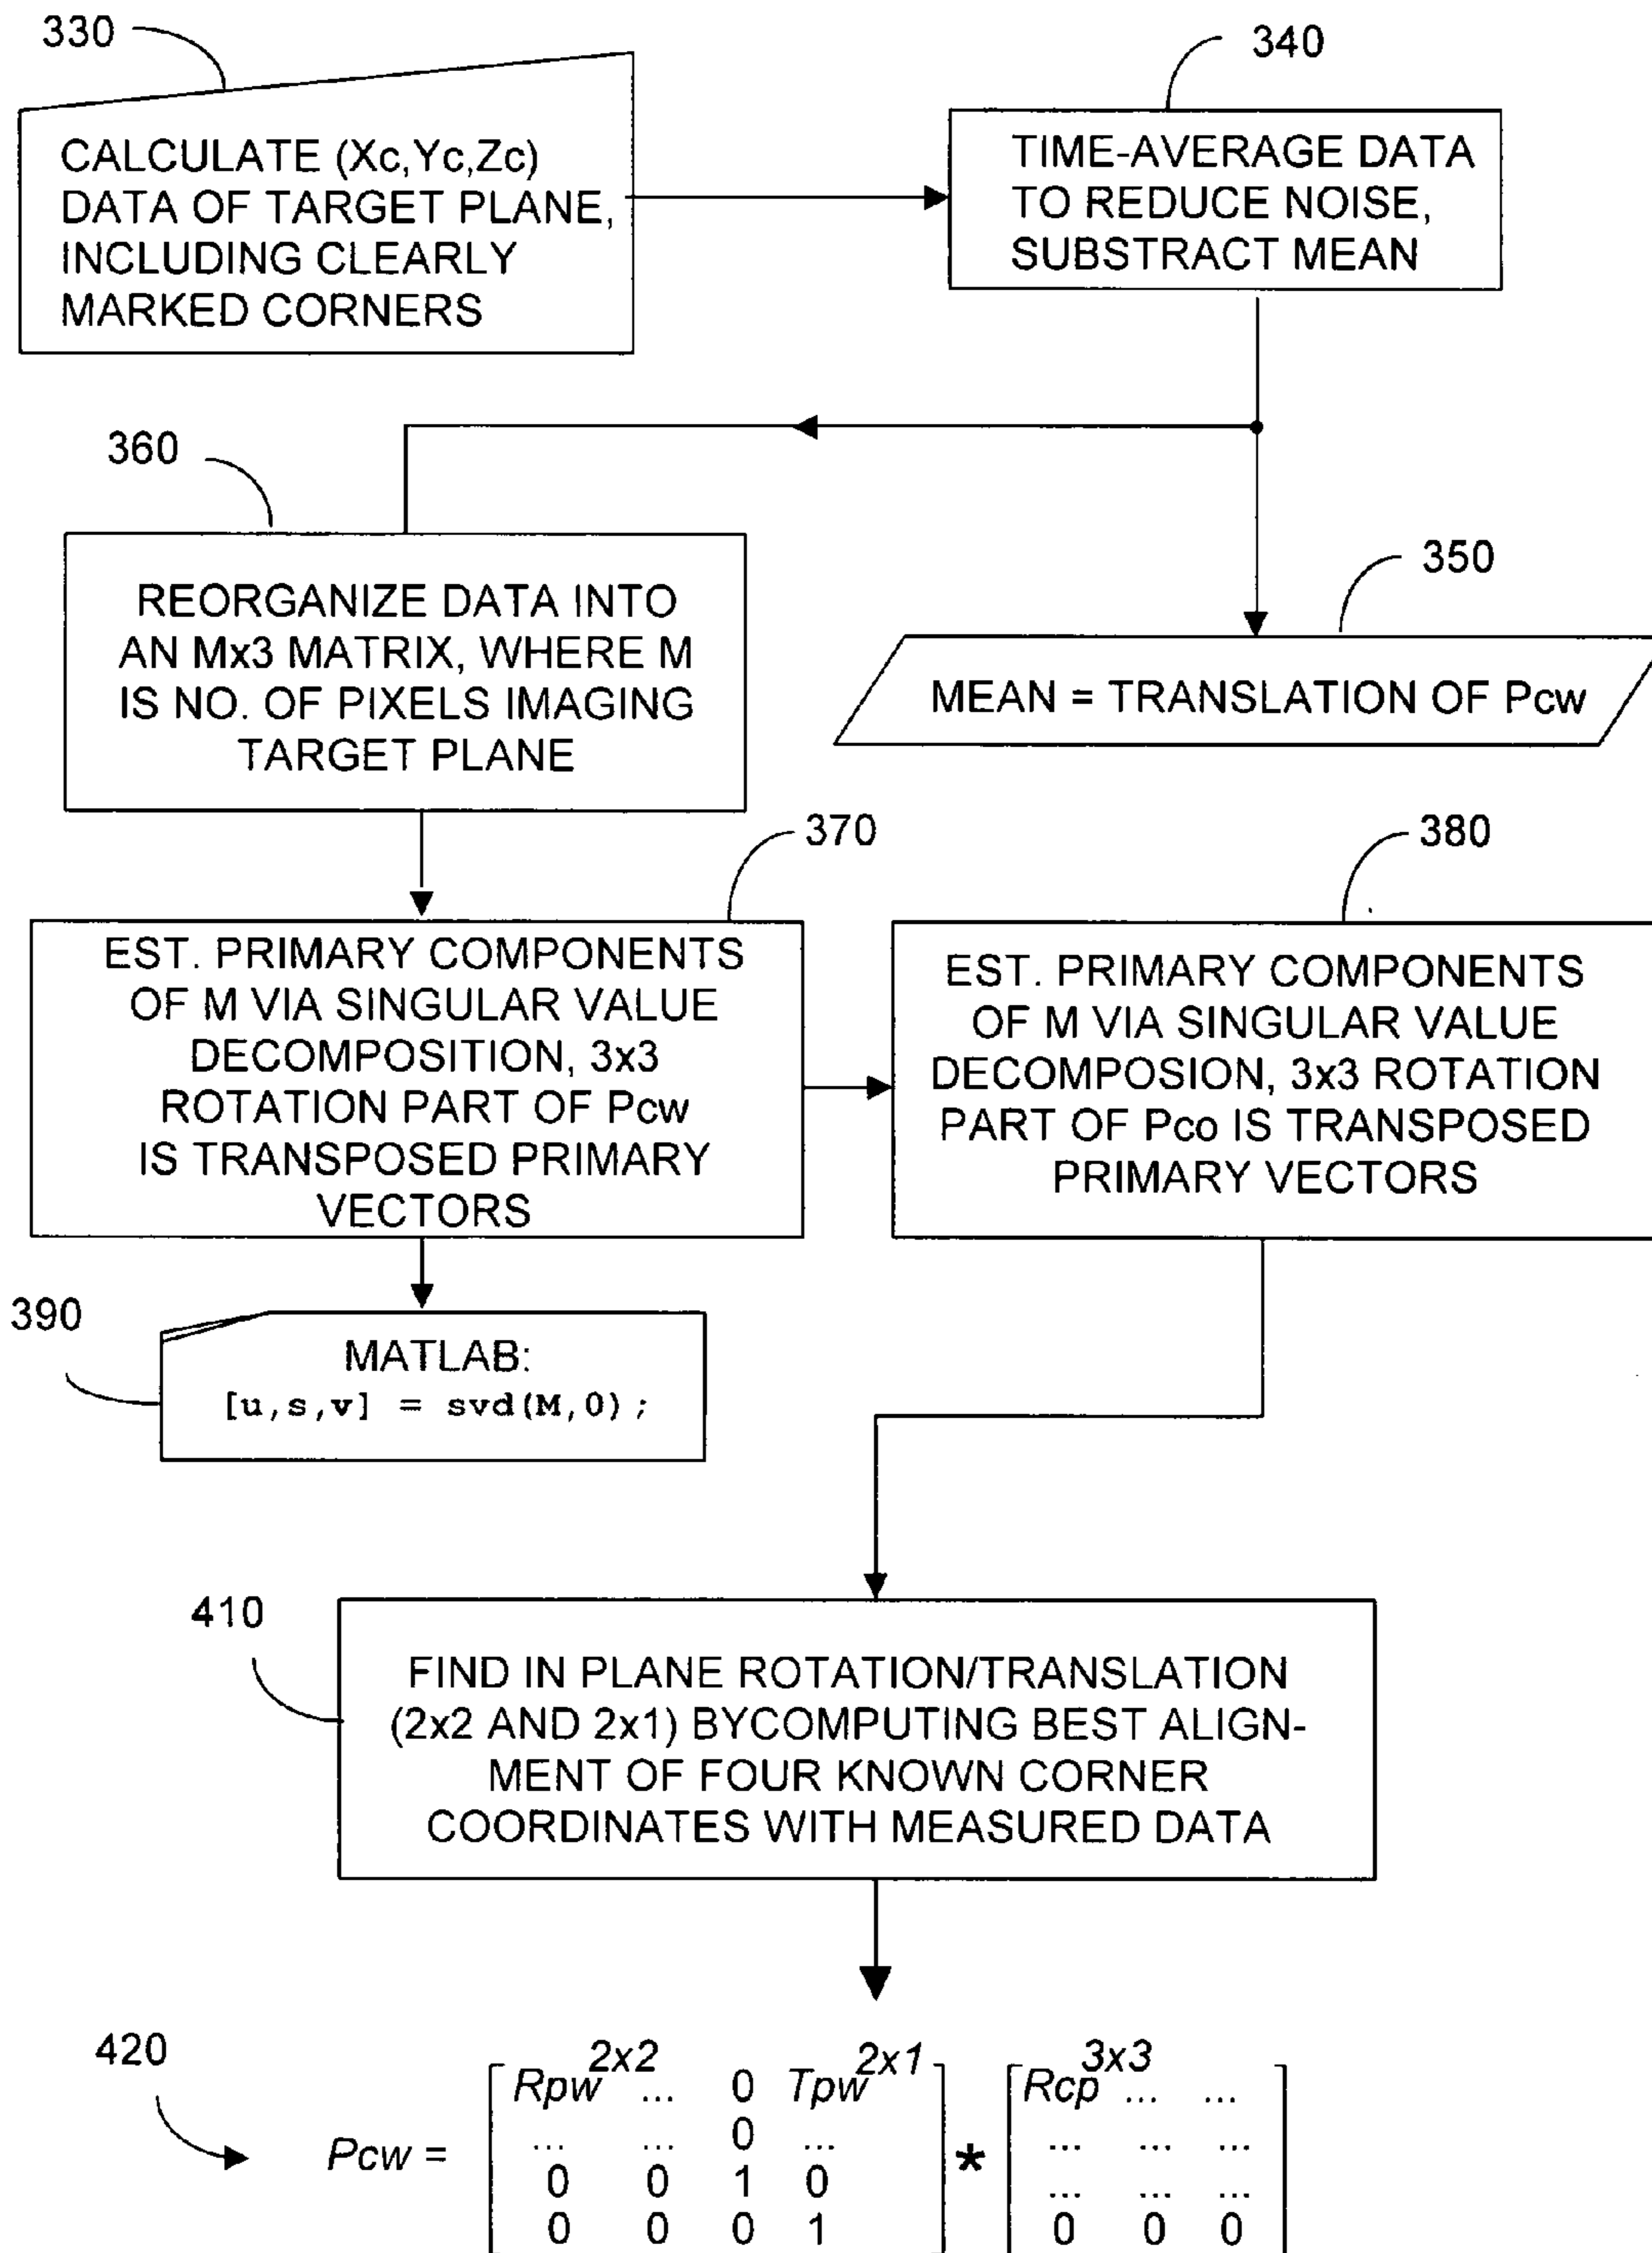 330
CALCULATE (Xc,Yc,Zc)
DATA OF TARGET PLANE,
INCLUDING CLEARLY
MARKED CORNERS
340
TIME-AVERAGE DATA
TO REDUCE NOISE,
SUBSTRACT MEAN
360
REORGANIZE DATA INTO
AN Mx3 MATRIX, WHERE M
IS NO. OF PIXELS IMAGING
TARGET PLANE
350
MEAN = TRANSLATION OF Pcw
370
EST. PRIMARY COMPONENTS
OF M VIA SINGULAR VALUE
DECOMPOSITION, 3x3
ROTATION PART OF Pcw
IS TRANSPOSED PRIMARY
VECTORS
380
EST. PRIMARY COMPONENTS
OF M VIA SINGULAR VALUE
DECOMPOSION, 3x3 ROTATION
PART OF Pco IS TRANSPOSED
PRIMARY VECTORS
390
MATLAB:
[u,s,v] = svd(M,0);
410
FIND IN PLANE ROTATION/TRANSLATION
(2x2 AND 2x1) BYCOMPUTING BEST ALIGN-
MENT OF FOUR KNOWN CORNER
COORDINATES WITH MEASURED DATA
420
2x2 2x1 3x3
Rpw ... 0 Tpw Rcp ... ...
Pcw = ... ... 0 ... * ... ... ...
0 0 1 0 ... ... ...
0 0 0 1 0 0 0